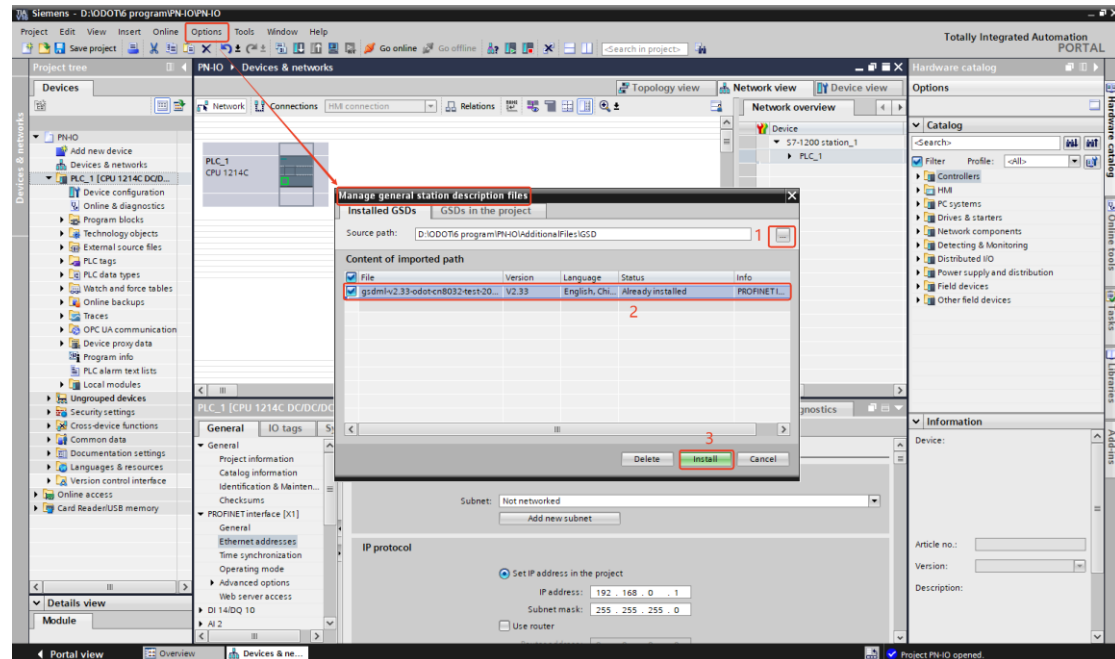 Siemens - D:\ODOT\6 program\PN-IO\PN-IO
Project Edit View Insert Online Options Tools Window Help
Totally Integrated Automation
PORTAL
Save project Go online Go offline <Search in project>
Project tree
PN-IO Devices & networks
Hardware catalog
Devices
Topology view Network view Device view
Options
Network Connections HMI connection Relations
Network overview
Device
S7-1200 station_1
PLC_1
PLC_1
CPU 1214C
Catalog
<Search>
Filter Profile: <All>
Controllers
HMI
PC systems
Drives & starters
Network components
Detecting & Monitoring
Distributed I/O
Power supply and distribution
Field devices
Other field devices
PN-IO
Add new device
Devices & networks
PLC_1 [CPU 1214C DC/D...
Device configuration
Online & diagnostics
Program blocks
Technology objects
External source files
PLC tags
PLC data types
Watch and force tables
Online backups
Traces
OPC UA communication
Device proxy data
Program info
PLC alarm text lists
Local modules
Ungrouped devices
Security settings
Cross-device functions
Common data
Documentation settings
Languages & resources
Version control interface
Online access
Card Reader/USB memory
Manage general station description files
Installed GSDs GSDs in the project
Source path: D:\ODOT\6 program\PN-IO\AdditionalFiles\GSD
1
...
Content of imported path
File Version Language Status Info
gsdml-v2.33-odot-cn8032-test-20... V2.33 English, Chi... Already installed PROFINET I...
2
3
Delete Install Cancel
PLC_1 [CPU 1214C DC/DC/DC
General IO tags
General
Project information
Catalog information
Identification & Mainten...
Checksums
PROFINET interface [X1]
General
Ethernet addresses
Time synchronization
Operating mode
Advanced options
Web server access
DI 14/DQ 10
AI 2
Subnet: Not networked
Add new subnet
IP protocol
Set IP address in the project
IP address: 192 . 168 . 0 . 1
Subnet mask: 255 . 255 . 255 . 0
Use router
Information
Device:
Article no.:
Version:
Description:
Devices & networks
Hardware catalog
Online tools
Tasks
Libraries
Add-ins
Details view
Module
Portal view Overview Devices & ne...
Project PN-IO opened.